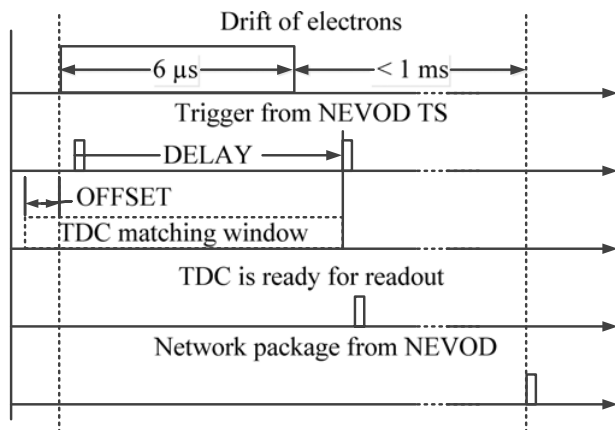 Drift of electrons
6 μs
< 1 ms
Trigger from NEVOD TS
DELAY
OFFSET
TDC matching window
TDC is ready for readout
Network package from NEVOD